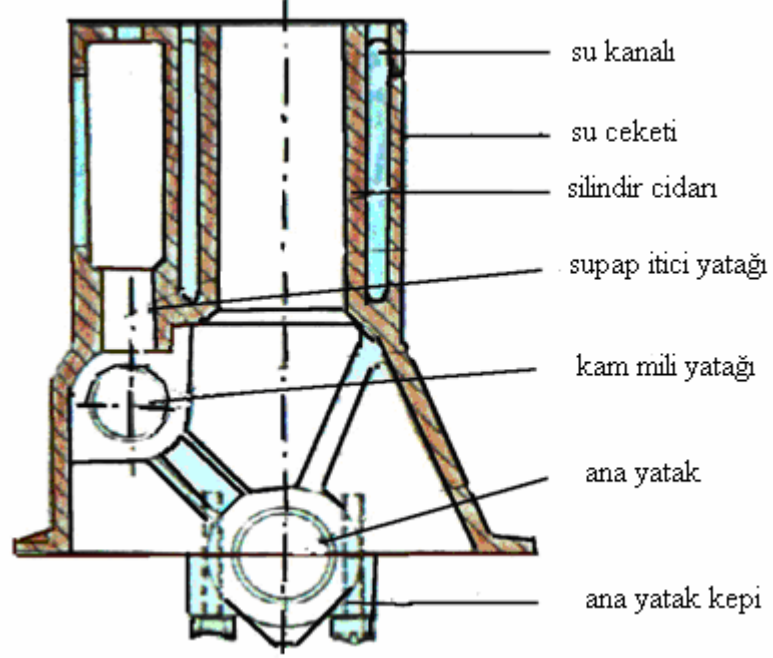 su kanalı
su ceketi
silindir cidarı
supap itici yatağı
kam mili yatağı
ana yatak
ana yatak kepi